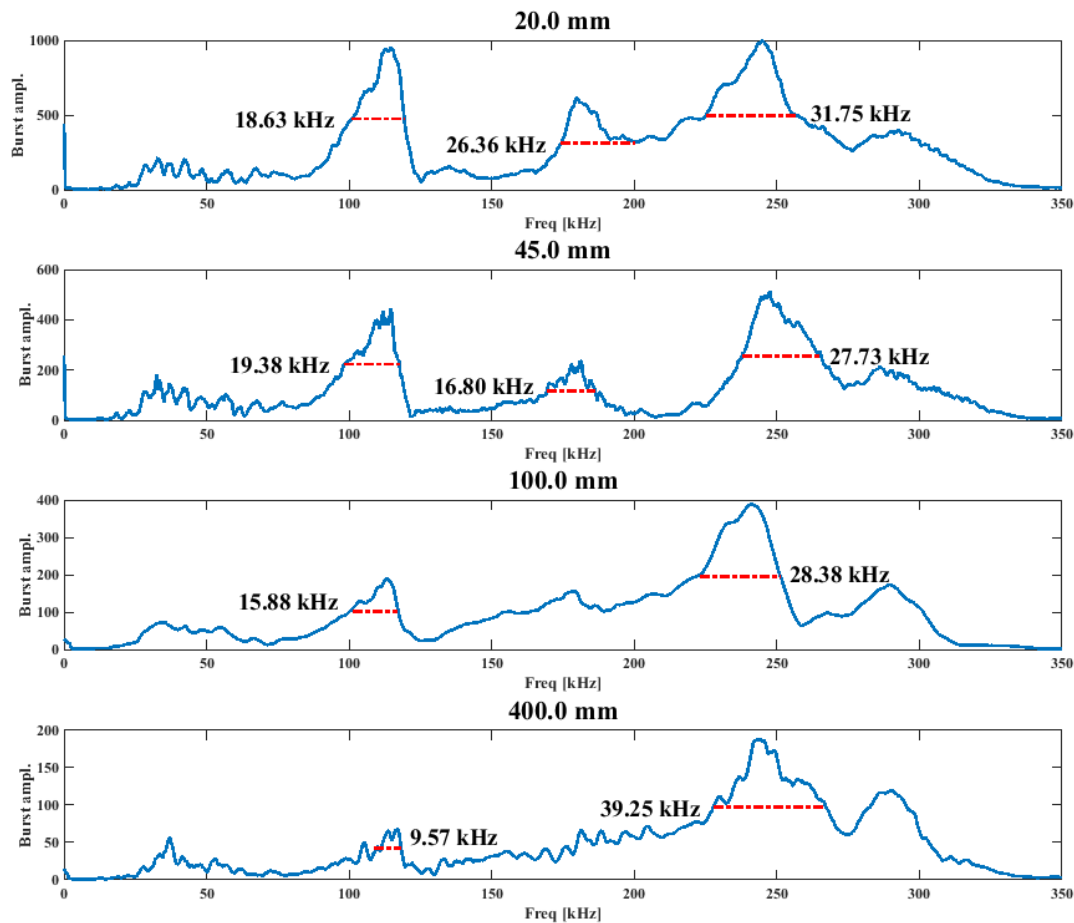 20.0 mm
1000
500
0
Burst ampl.
18.63 kHz
26.36 kHz
31.75 kHz
0 50 100 150 200 250 300 350
Freq [kHz]
45.0 mm
600
400
200
0
Burst ampl.
19.38 kHz
16.80 kHz
27.73 kHz
0 50 100 150 200 250 300 350
Freq [kHz]
100.0 mm
400
300
200
100
0
Burst ampl.
15.88 kHz
28.38 kHz
0 50 100 150 200 250 300 350
Freq [kHz]
400.0 mm
200
150
100
50
0
Burst ampl.
9.57 kHz
39.25 kHz
0 50 100 150 200 250 300 350
Freq [kHz]